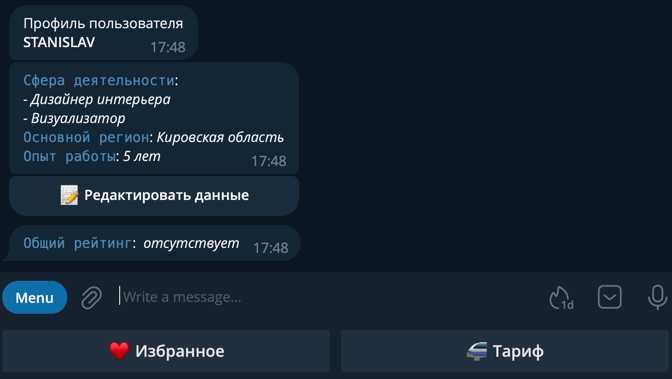 Профиль пользователя
STANISLAV
17:48
Сфера деятельности:
- Дизайнер интерьера
- Визуализатор
Основной регион: Кировская область
Опыт работы: 5 лет
17:48
Редактировать данные
Общий рейтинг: отсутствует 17:48
Menu
Write a message...
1d
Избранное
Тариф